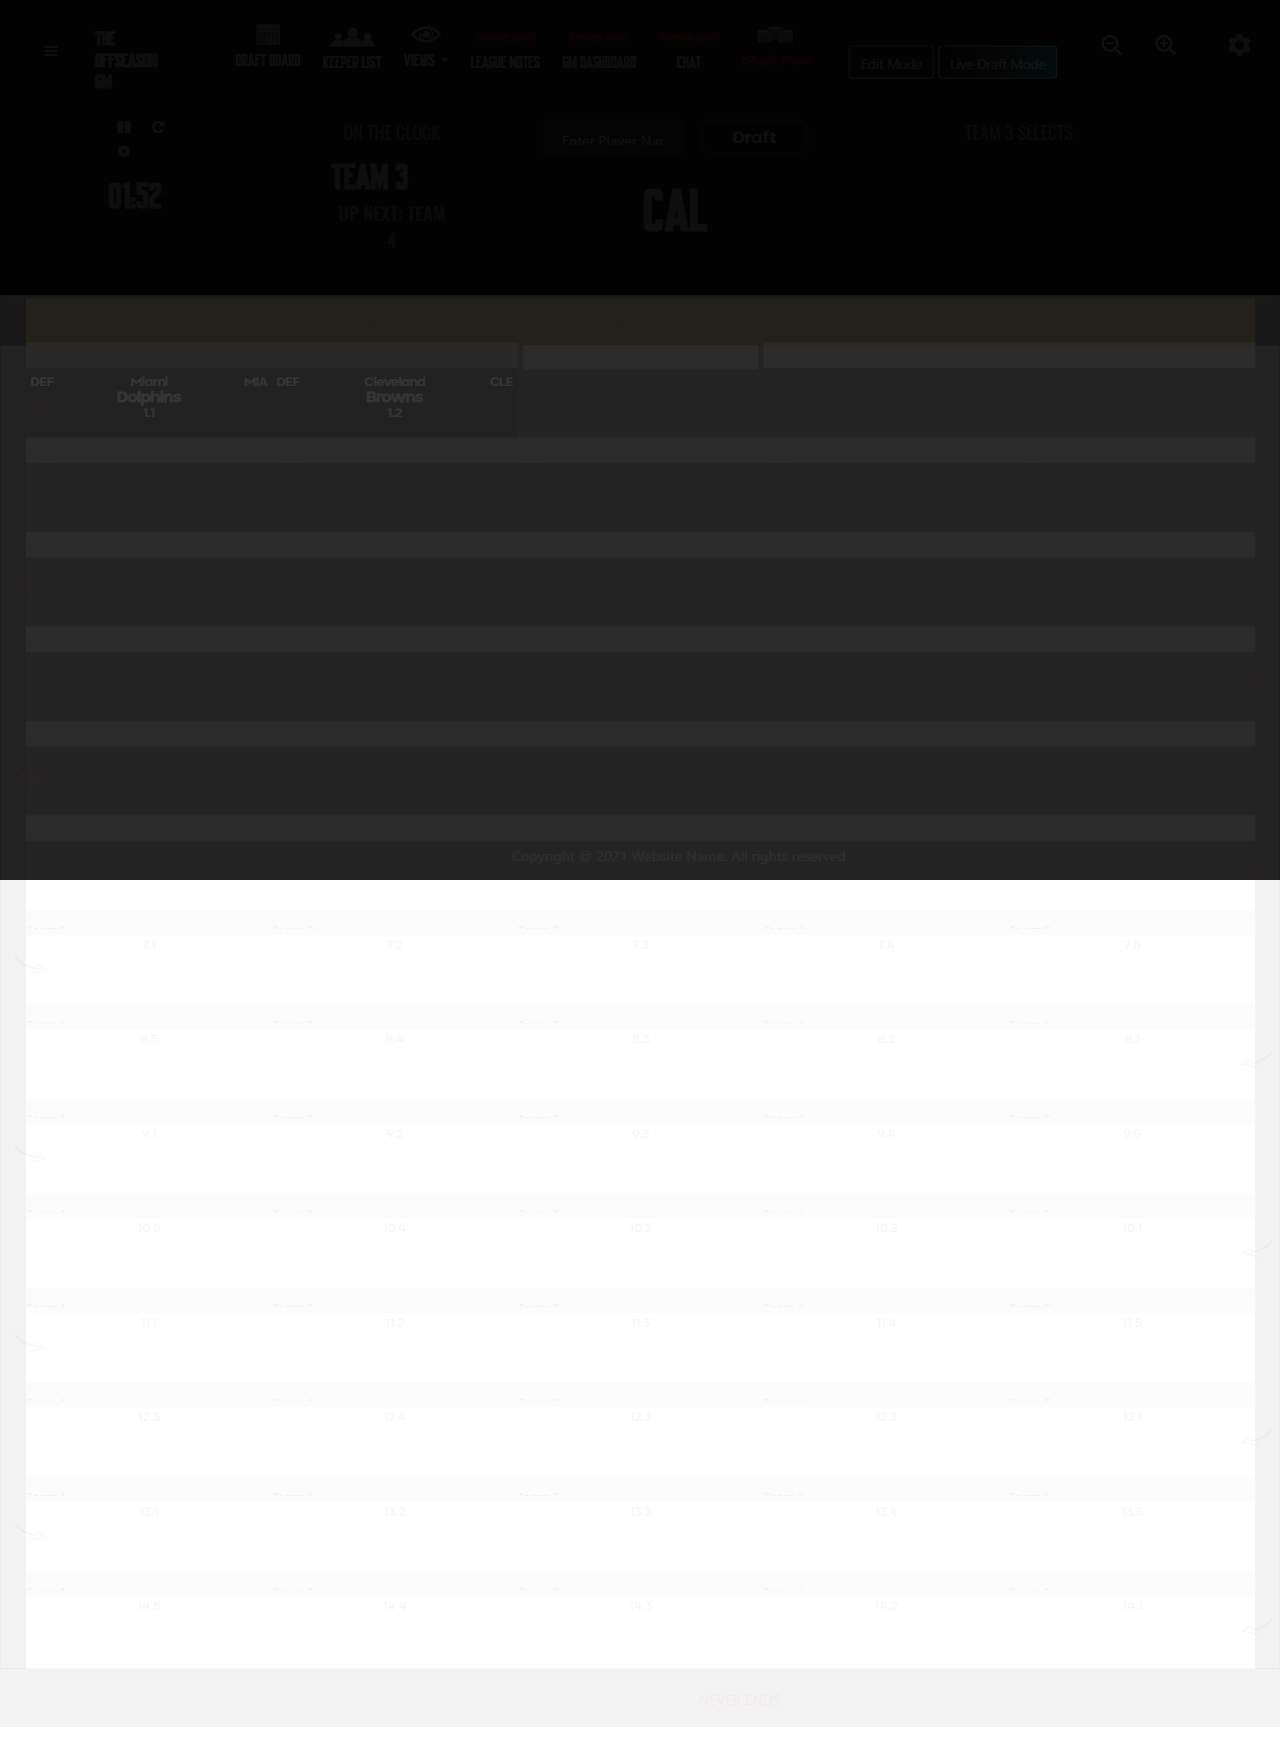 THE
OFFSEASON
GM
DRAFT BOARD
KEEPER LIST
VIEWS
LEAGUE NOTES
GM DASHBOARD
CHAT
Edit Mode
Live Draft Mode
ON THE CLOCK
Enter Player Nar
Draft
TEAM 3 SELECTS
01:52
TEAM 3
UP NEXT: TEAM
4
CAL
DEF Miami MIA DEF Cleveland CLE
Dolphins Browns
1.1 1.2
Copyright @ 2021 Website Name. All rights reserved
7.1 7.2 7.3 7.4 7.5
8.5 8.4 8.3 8.2 8.1
9.1 9.2 9.3 9.4 9.5
10.5 10.4 10.3 10.2 10.1
11.1 11.2 11.3 11.4 11.5
12.5 12.4 12.3 12.2 12.1
13.1 13.2 13.3 13.4 13.5
14.5 14.4 14.3 14.2 14.1
NEVER ENDS